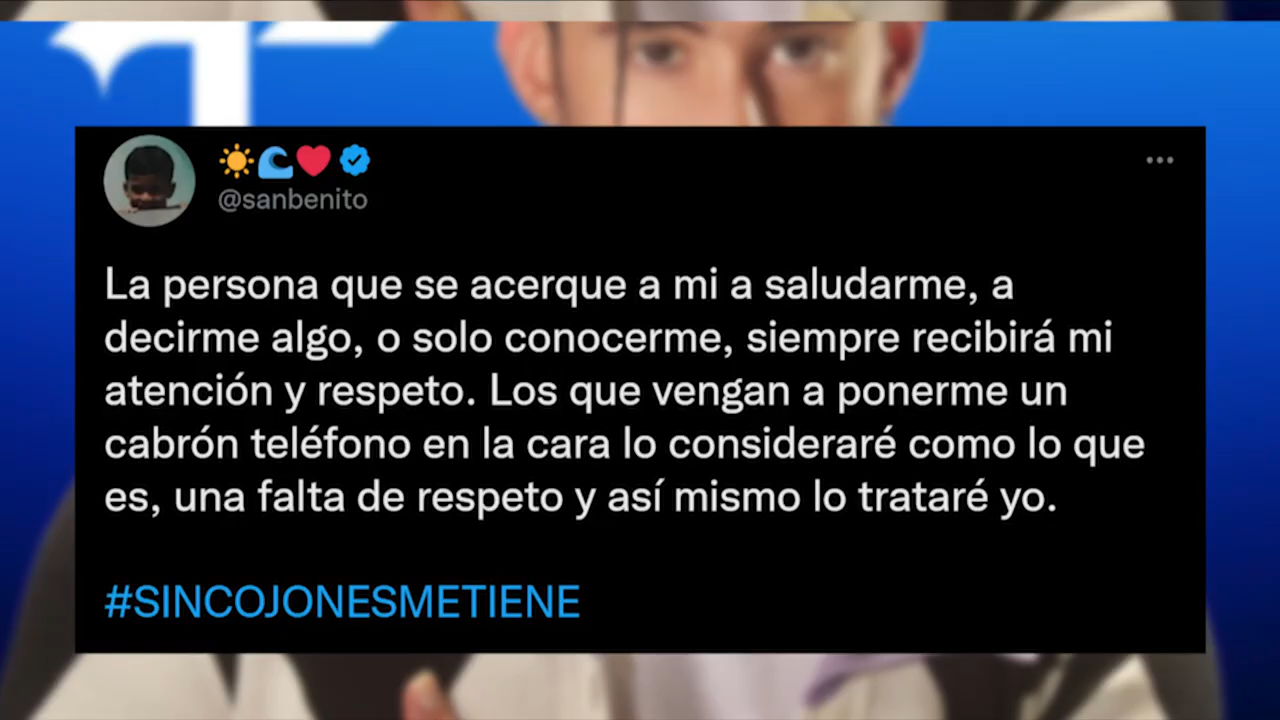 @sanbenito
La persona que se acerque a mi a saludarme, a
decirme algo, o solo conocerme, siempre recibirá mi
atención y respeto. Los que vengan a ponerme un
cabrón teléfono en la cara lo consideraré como lo que
es, una falta de respeto y así mismo lo trataré yo.
#SINCOJONESMETIENE